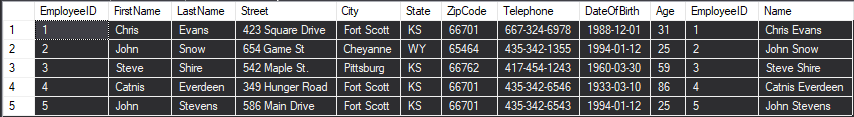 EmployeeID FirstName LastName Street City State ZipCode Telephone DateOfBirth Age EmployeeID Name
1 1 Chris Evans 423 Square Drive Fort Scott KS 66701 667-324-6978 1988-12-01 31 1 Chris Evans
2 2 John Snow 654 Game St Cheyanne WY 65464 435-342-1355 1994-01-12 25 2 John Snow
3 3 Steve Shire 542 Maple St. Pittsburg KS 66762 417-454-1243 1960-03-30 59 3 Steve Shire
4 4 Catnis Everdeen 349 Hunger Road Fort Scott KS 66701 435-342-6546 1933-03-10 86 4 Catnis Everdeen
5 5 John Stevens 586 Main Drive Fort Scott KS 66701 435-342-6543 1994-01-12 25 5 John Stevens